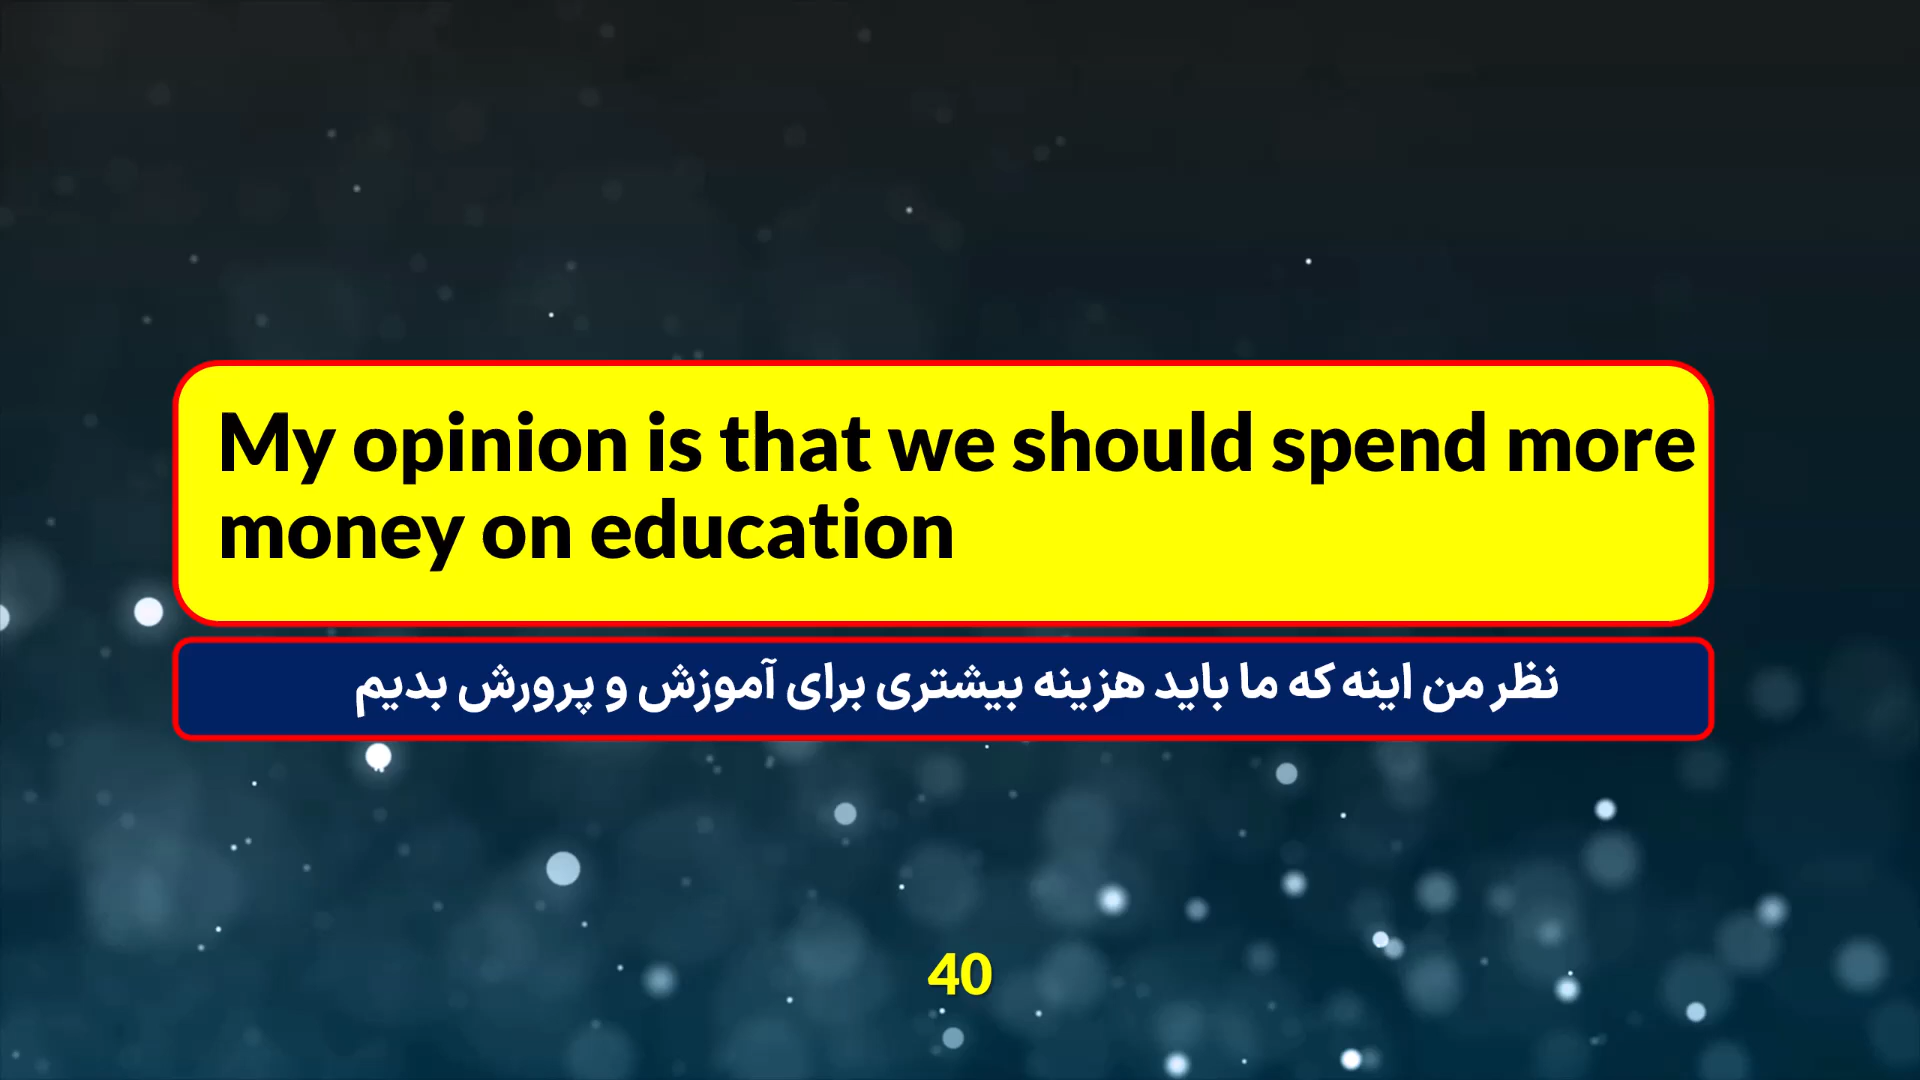 My opinion is that we should spend more
money on education
نظر من اینه که ما باید هزینه بیشتری برای آموزش و پرورش بدیم
40